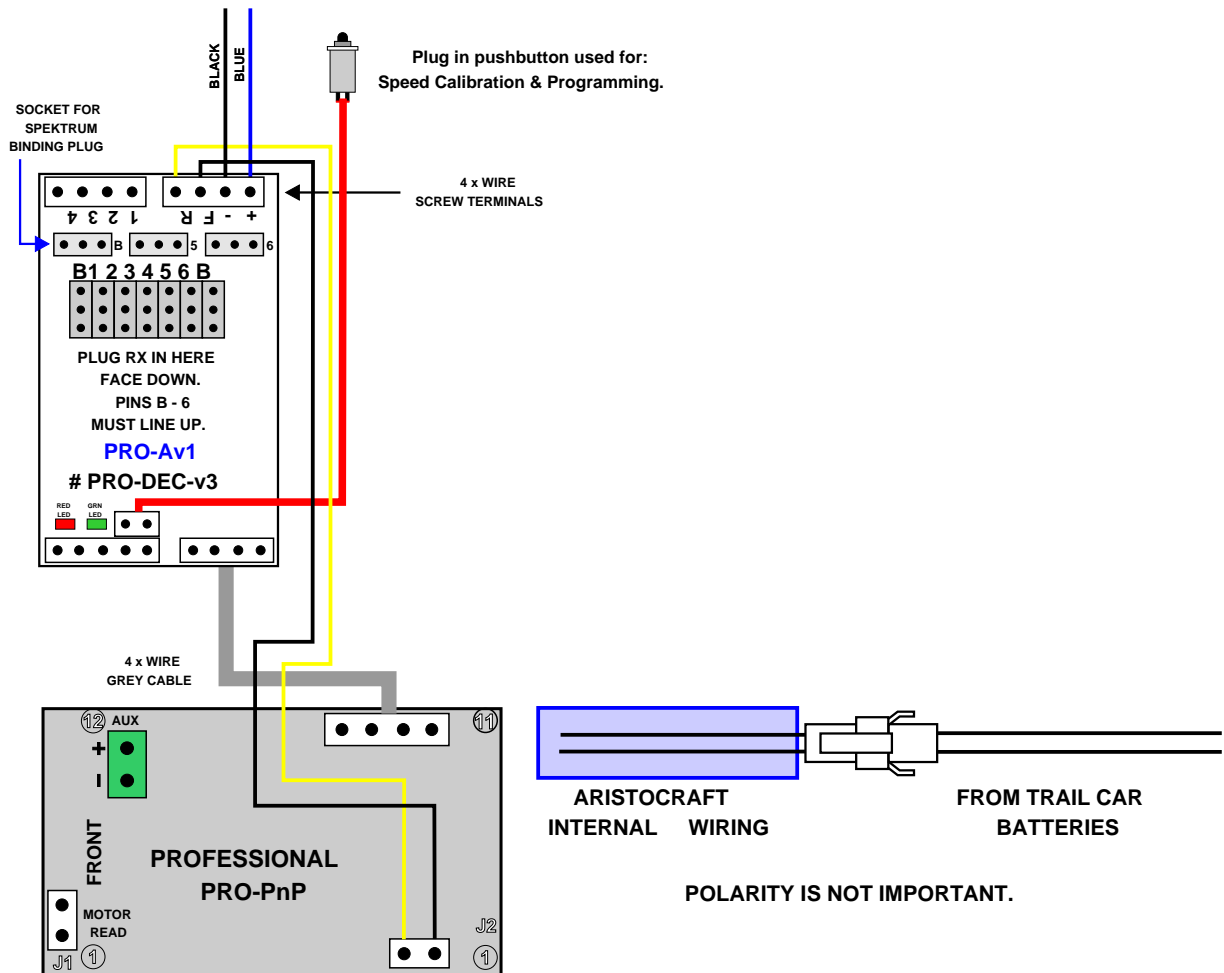 BLACK
BLUE
Plug in pushbutton used for:
Speed Calibration & Programming.
SOCKET FOR
SPEKTRUM
BINDING PLUG
4 x WIRE
SCREW TERMINALS
1 2 3 4
+ - F R
B
5
6
B1 2 3 4 5 6 B
PLUG RX IN HERE
FACE DOWN.
PINS B - 6
MUST LINE UP.
PRO-Av1
# PRO-DEC-v3
RED
LED
GRN
LED
4 x WIRE
GREY CABLE
12 AUX
11
+
-
FRONT
PROFESSIONAL
PRO-PnP
MOTOR
READ
J1
1
J2
1
ARISTOCRAFT
INTERNAL WIRING
FROM TRAIL CAR
BATTERIES
POLARITY IS NOT IMPORTANT.